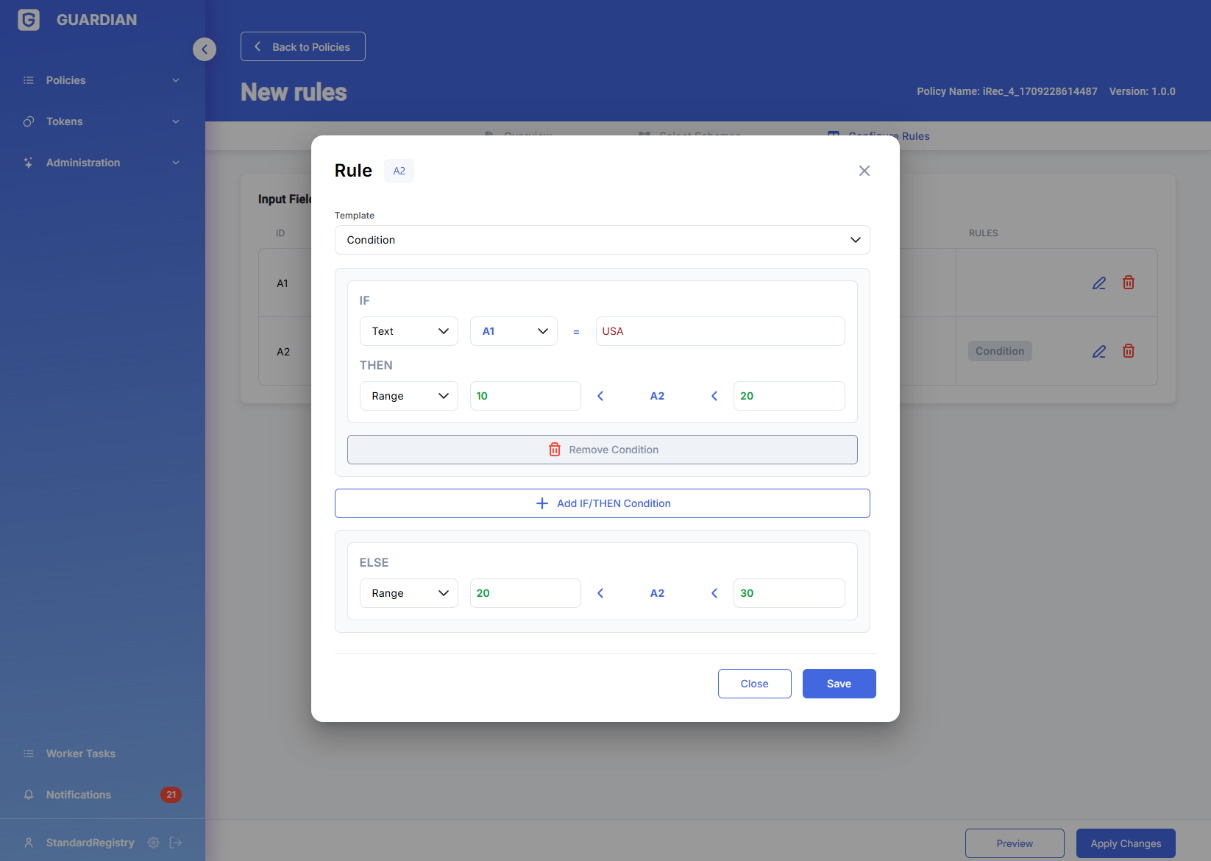 GUARDIAN
Policies
Tokens
Administration
Worker Tasks
Notifications 21
StandardRegistry
Back to Policies
New rules
Policy Name: iRec_4_1709228614487 Version: 1.0.0
Overview Select Schemas Configure Rules
Input Fiel
ID RULES
A1
A2 Condition
Rule A2
Template
Condition
IF
Text A1 = USA
THEN
Range 10 < A2 < 20
Remove Condition
+ Add IF/THEN Condition
ELSE
Range 20 < A2 < 30
Close Save
Preview Apply Changes